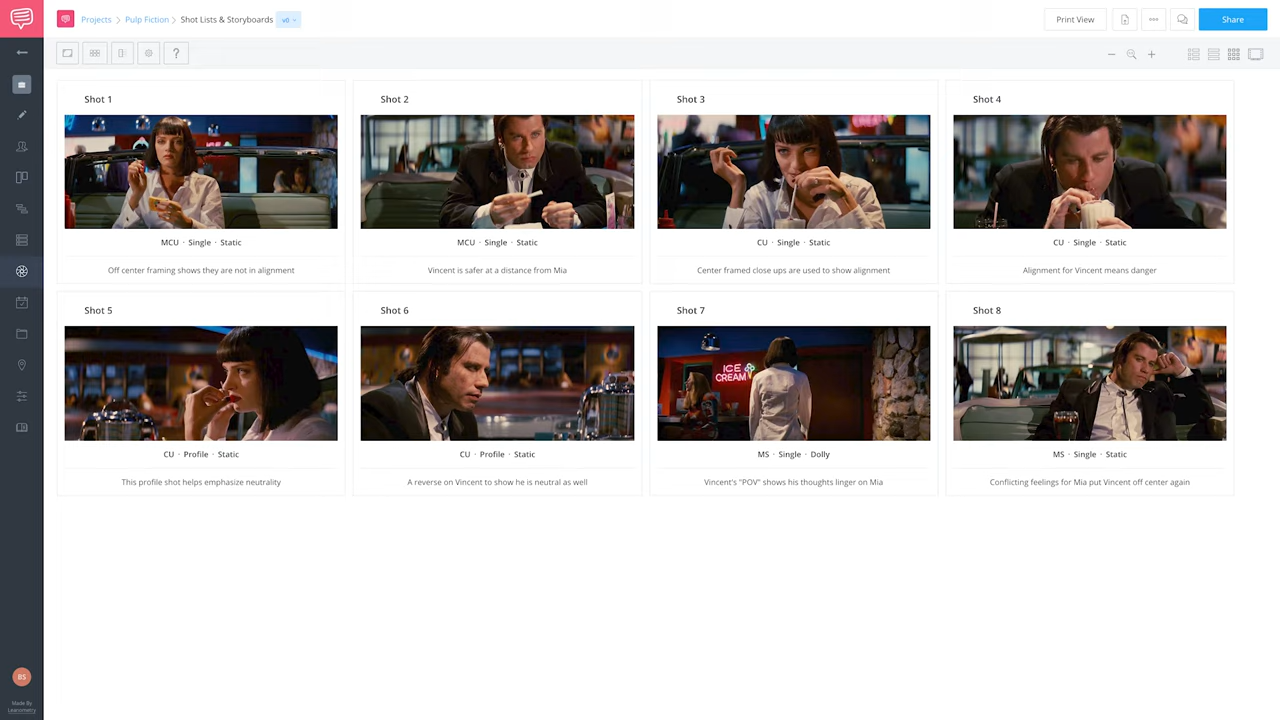 Projects > Pulp Fiction > Shot Lists & Storyboards v0
Print View
Share
?
Shot 1
MCU · Single · Static
Off center framing shows they are not in alignment
Shot 2
MCU · Single · Static
Vincent is safer at a distance from Mia
Shot 3
CU · Single · Static
Center framed close ups are used to show alignment
Shot 4
CU · Single · Static
Alignment for Vincent means danger
Shot 5
CU · Profile · Static
This profile shot helps emphasize neutrality
Shot 6
CU · Profile · Static
A reverse on Vincent to show he is neutral as well
Shot 7
ICE
CREAM
MS · Single · Dolly
Vincent's "POV" shows his thoughts linger on Mia
Shot 8
MS · Single · Static
Conflicting feelings for Mia put Vincent off center again
BS
Made By
Leanometry